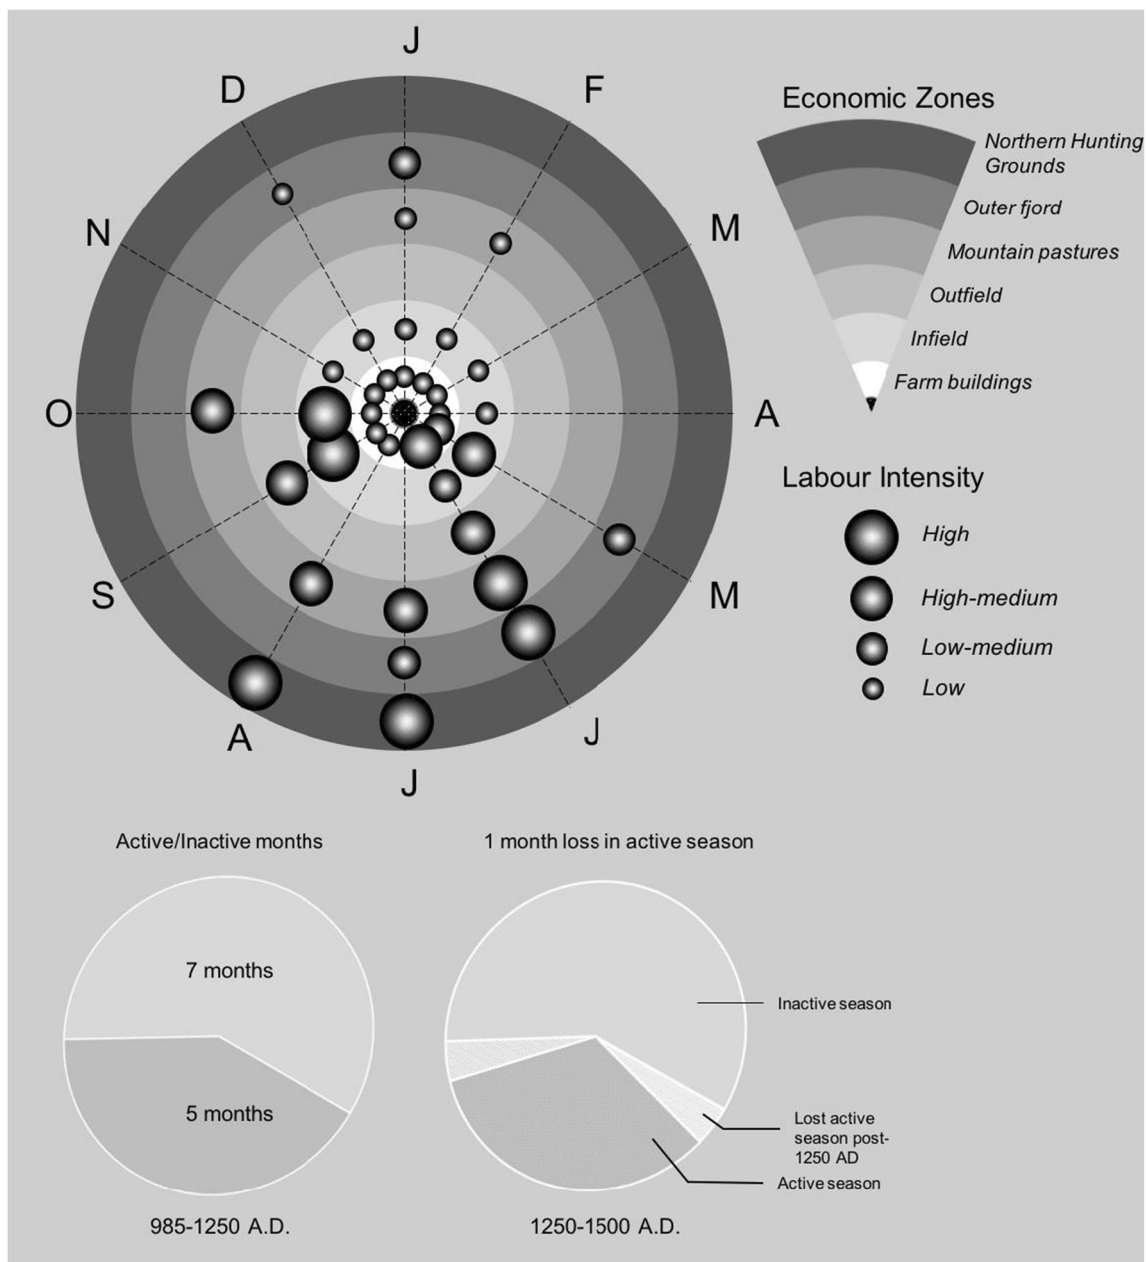 J
D
F
N
M
O
A
S
M
A
J
J
Economic Zones
Northern Hunting
Grounds
Outer fjord
Mountain pastures
Outfield
Infield
Farm buildings
Labour Intensity
High
High-medium
Low-medium
Low
Active/Inactive months
7 months
5 months
985-1250 A.D.
1 month loss in active season
Inactive season
Lost active
season post-
1250 AD
Active season
1250-1500 A.D.